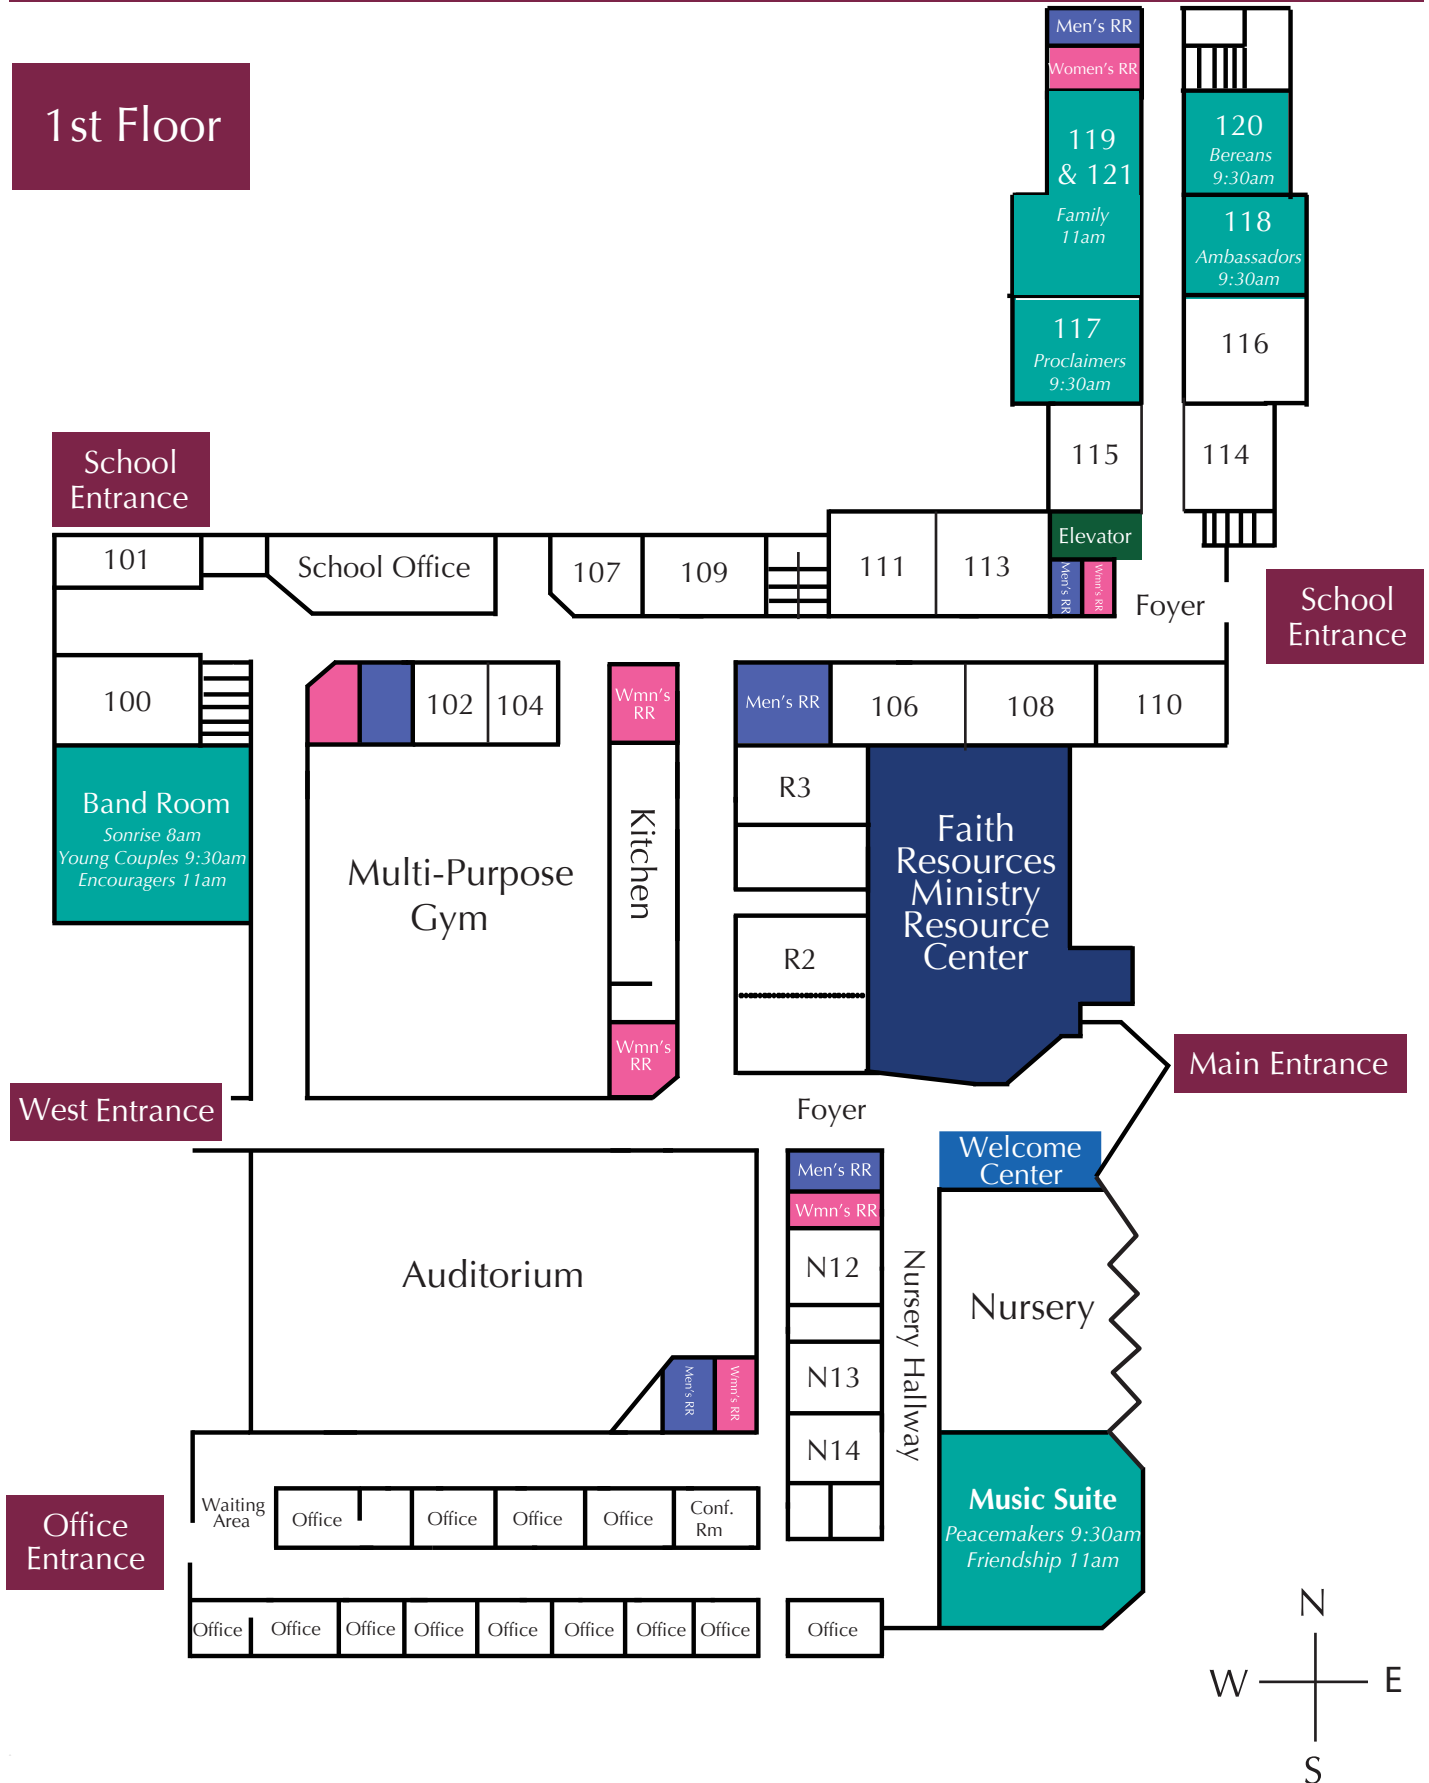 1st Floor
Men's RR
Women's RR
119
& 121
Family
11am
120
Bereans
9:30am
118
Ambassadors
9:30am
117
Proclaimers
9:30am
116
115
114
School
Entrance
101
School Office
107
109
111
113
Elevator
Men's RR
Wmn's RR
Foyer
School
Entrance
100
102
104
Wmn's
RR
Men's RR
106
108
110
Band Room
Sonrise 8am
Young Couples 9:30am
Encouragers 11am
Multi-Purpose
Gym
Kitchen
R3
R2
Faith
Resources
Ministry
Resource
Center
Wmn's
RR
West Entrance
Foyer
Main Entrance
Welcome
Center
Men's RR
Wmn's RR
Auditorium
N12
N13
N14
Nursery Hallway
Nursery
Men's RR
Wmn's RR
Music Suite
Peacemakers 9:30am
Friendship 11am
Office
Entrance
Waiting
Area
Office
Office
Office
Office
Conf.
Rm
Office
Office
Office
Office
Office
Office
Office
Office
Office
N
W
E
S